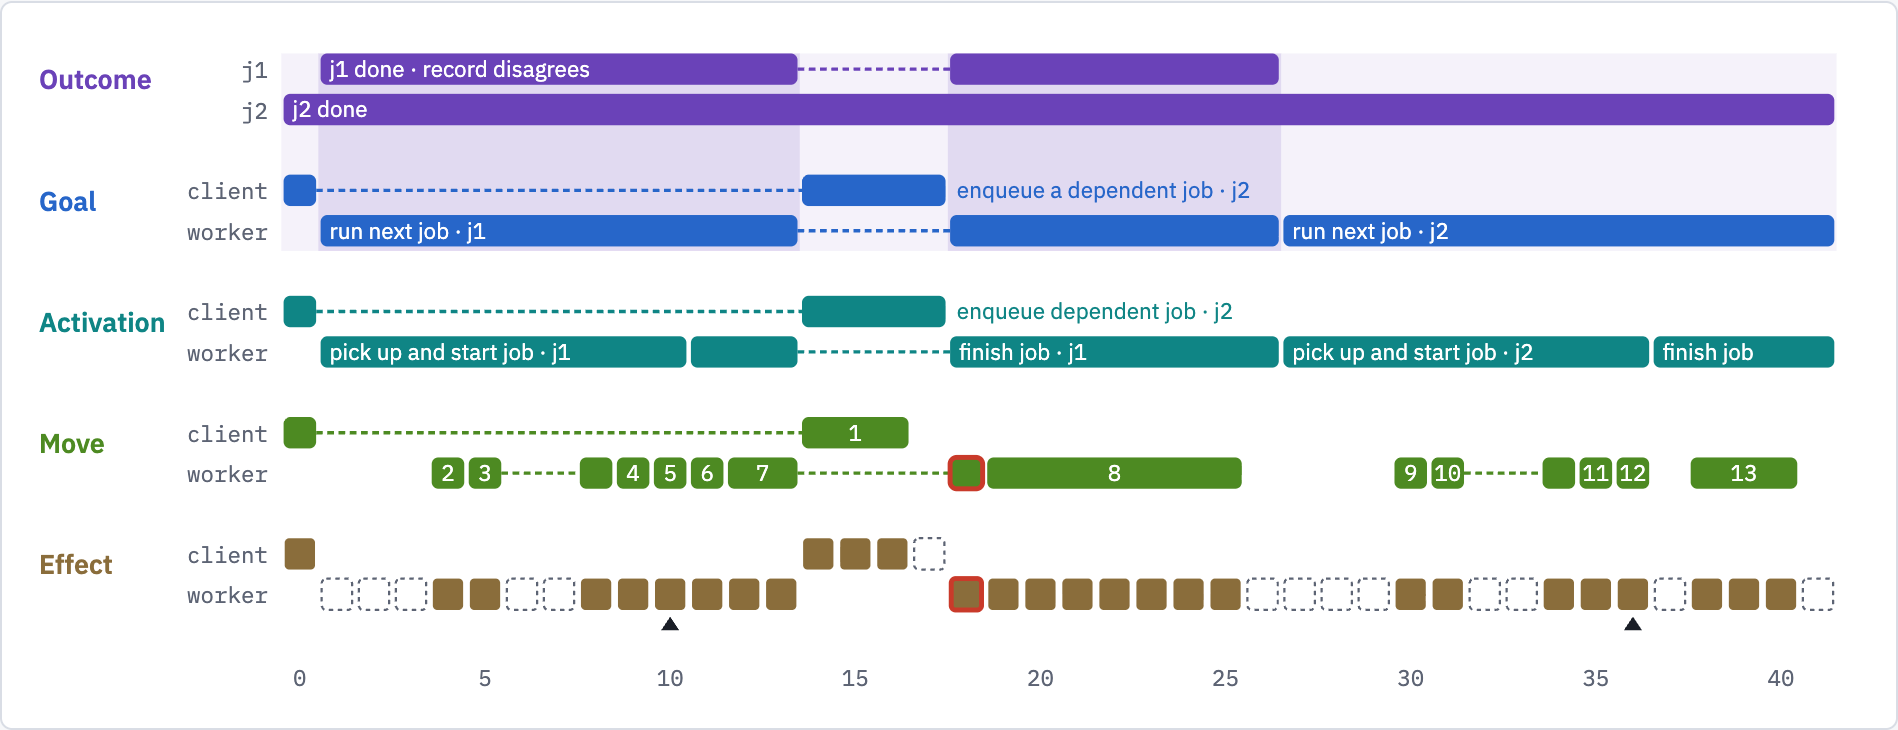 Outcome
j1
j1 done · record disagrees
j2
j2 done
Goal
client
enqueue a dependent job · j2
worker
run next job · j1
run next job · j2
Activation
client
enqueue dependent job · j2
worker
pick up and start job · j1
finish job · j1
pick up and start job · j2
finish job
Move
client
1
worker
2 3 4 5 6 7 8 9 10 11 12 13
Effect
client
worker
0 5 10 15 20 25 30 35 40